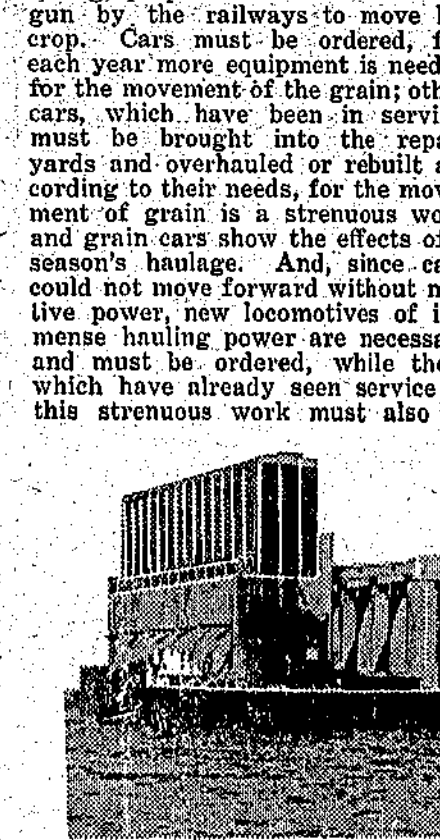 gun by the railways to move
crop. Cars must be ordered, f
each year more equipment is need
for the movement of the grain; oth
cars, which have been in servi
must be brought into the repa
yards and overhauled or rebuilt a
cording to their needs, for the mov
ment of grain is a strenuous wo
and grain cars show the effects of
season's haulage. And, since ca
could not move forward without m
tive power, new locomotives of i
mense hauling power are necessa
and must be ordered, while the
which have already seen service
this strenuous work must also